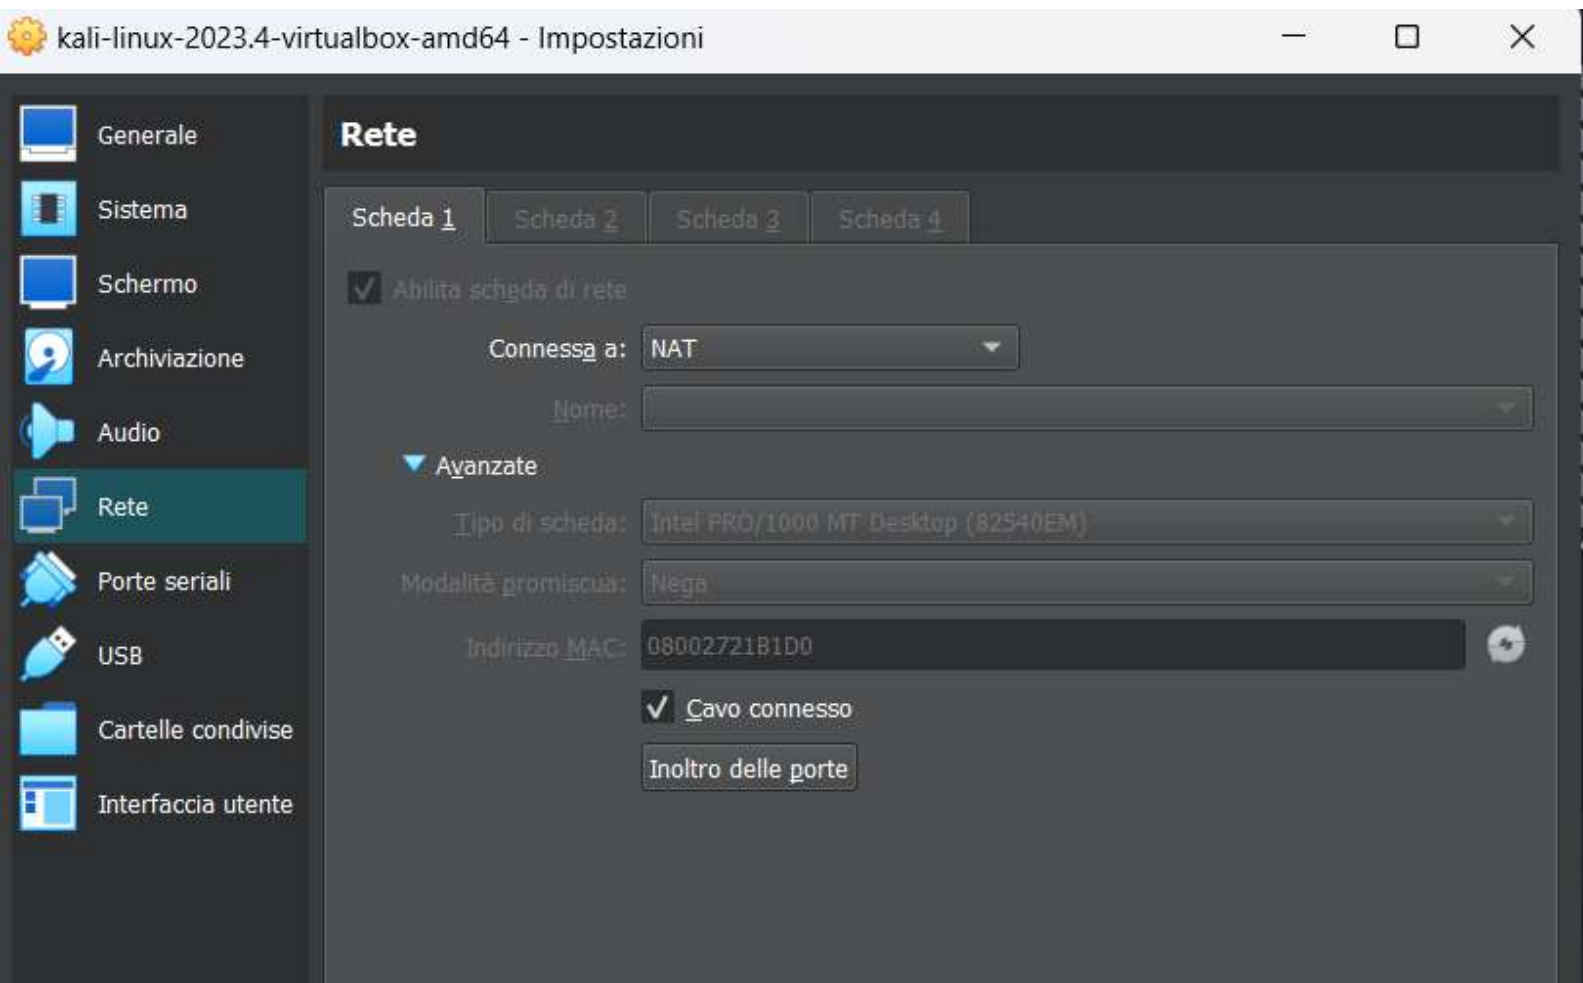 kali-linux-2023.4-virtualbox-amd64 - Impostazioni
Generale
Sistema
Schermo
Archiviazione
Audio
Rete
Porte seriali
USB
Cartelle condivise
Interfaccia utente
Rete
Scheda 1 Scheda 2 Scheda 3 Scheda 4
Abilita scheda di rete
Connessa a: NAT
Nome:
Avanzate
Tipo di scheda: Intel PRO/1000 MT Desktop (82540EM)
Modalità promiscua: Nega
Indirizzo MAC: 08002721B1D0
Cavo connesso
Inoltro delle porte